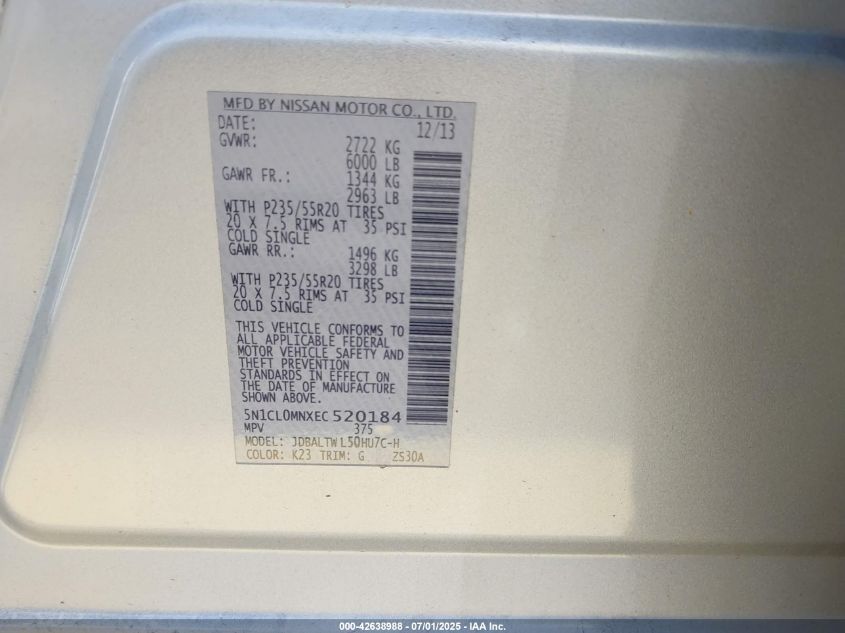 MFD BY NISSAN MOTOR CO., LTD.
DATE: 12/13
GVWR: 2722 KG
6000 LB
GAWR FR.: 1344 KG
2963 LB
WITH P235/55R20 TIRES
20 X 7.5 RIMS AT 35 PSI
COLD SINGLE
GAWR RR.: 1496 KG
3298 LB
WITH P235/55R20 TIRES
20 X 7.5 RIMS AT 35 PSI
COLD SINGLE
THIS VEHICLE CONFORMS TO
ALL APPLICABLE FEDERAL
MOTOR VEHICLE SAFETY AND
THEFT PREVENTION
STANDARDS IN EFFECT ON
THE DATE OF MANUFACTURE
SHOWN ABOVE.
5N1CL0MNXEC520184
MPV 375
MODEL: JDBALTWL50HU7C-H
COLOR: K23 TRIM: G ZS30A
000-42638988 - 07/01/2025 - IAA Inc.